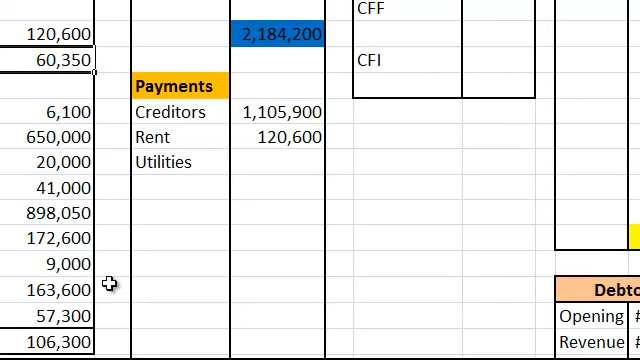 CFF
120,600 2,184,200
60,350 CFI
Payments
6,100 Creditors 1,105,900
650,000 Rent 120,600
20,000 Utilities
41,000
898,050
172,600
9,000
163,600 Debto
57,300 Opening #
106,300 Revenue #